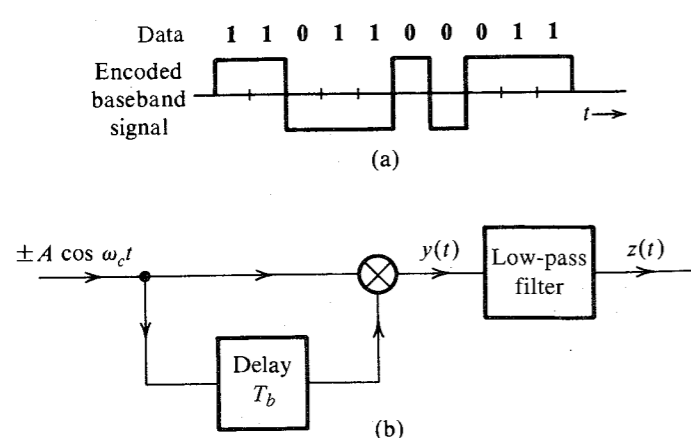 Data 1 1 0 1 1 0 0 0 1 1
Encoded
baseband
signal
t
(a)
± A cos ω_c t
y(t)
Low-pass
filter
z(t)
Delay
T_b
(b)